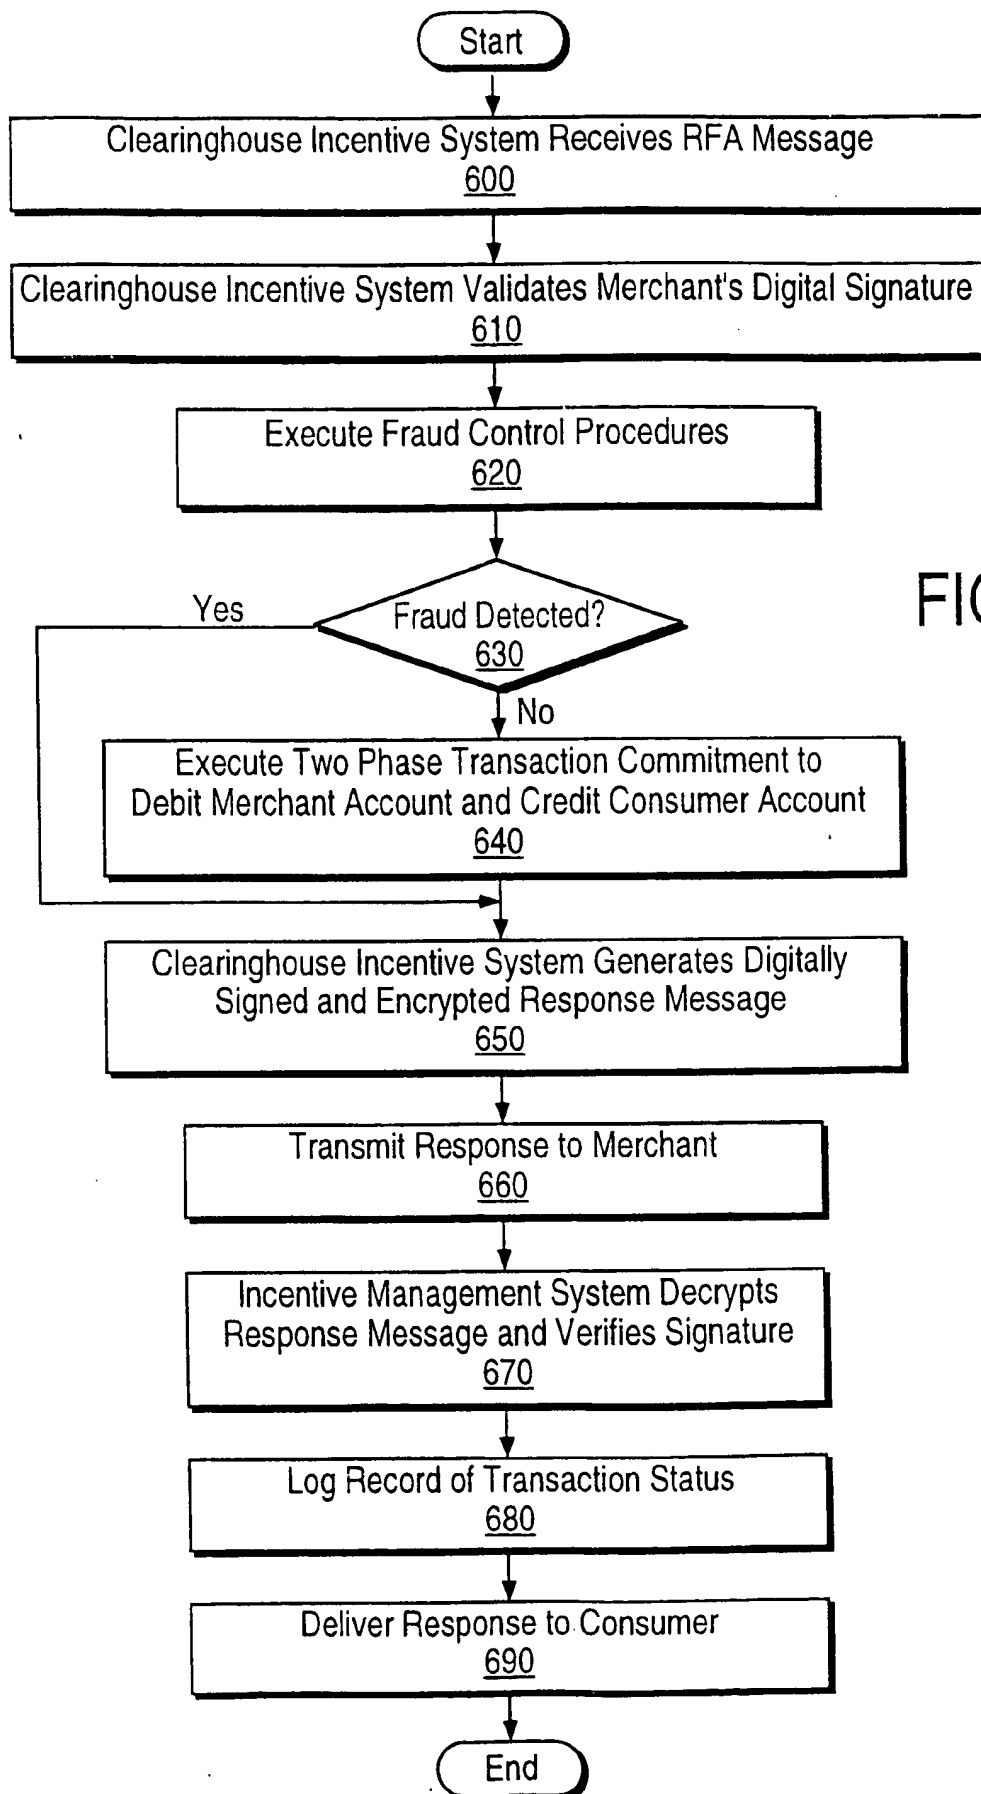 Start
Clearinghouse Incentive System Receives RFA Message
600
Clearinghouse Incentive System Validates Merchant's Digital Signature
610
Execute Fraud Control Procedures
620
Fraud Detected?
630
Yes
FIG
No
Execute Two Phase Transaction Commitment to
Debit Merchant Account and Credit Consumer Account
640
Clearinghouse Incentive System Generates Digitally
Signed and Encrypted Response Message
650
Transmit Response to Merchant
660
Incentive Management System Decrypts
Response Message and Verifies Signature
670
Log Record of Transaction Status
680
Deliver Response to Consumer
690
End